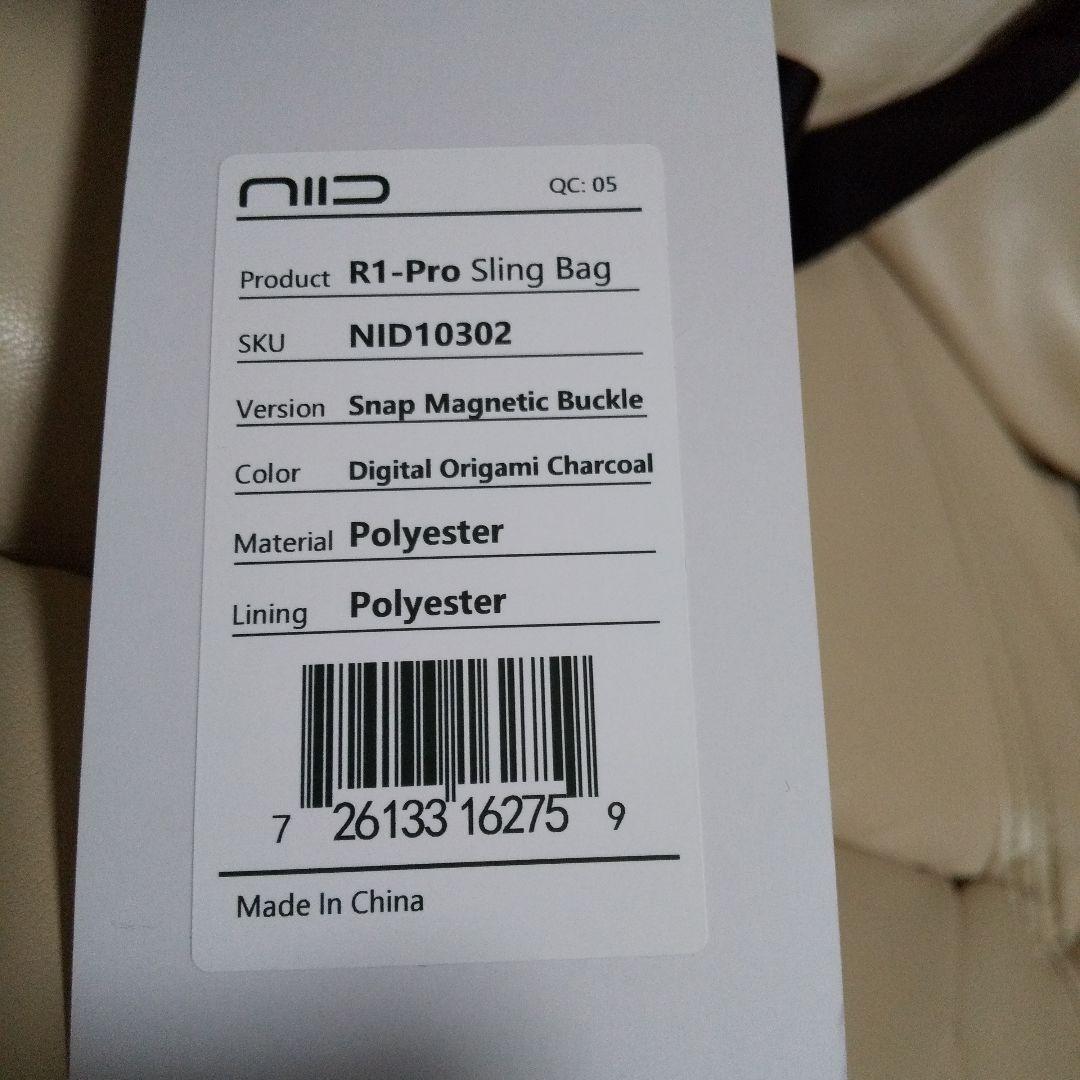 NIID QC: 05
Product R1-Pro Sling Bag
SKU NID10302
Version Snap Magnetic Buckle
Color Digital Origami Charcoal
Material Polyester
Lining Polyester
7 26133 16275 9
Made In China